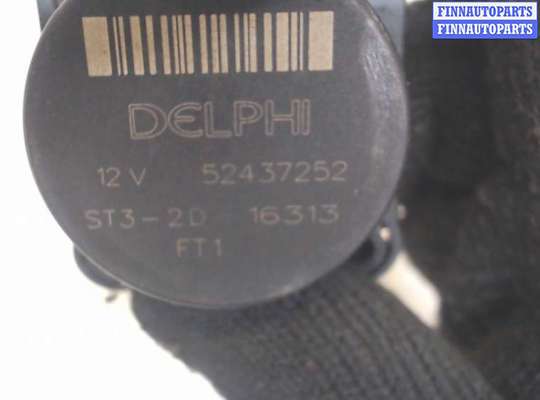 FINNAUTOPARTS
FINNAUTOPARTS
DELPHI
12 V 52437252
ST3-2D 16313
FT1